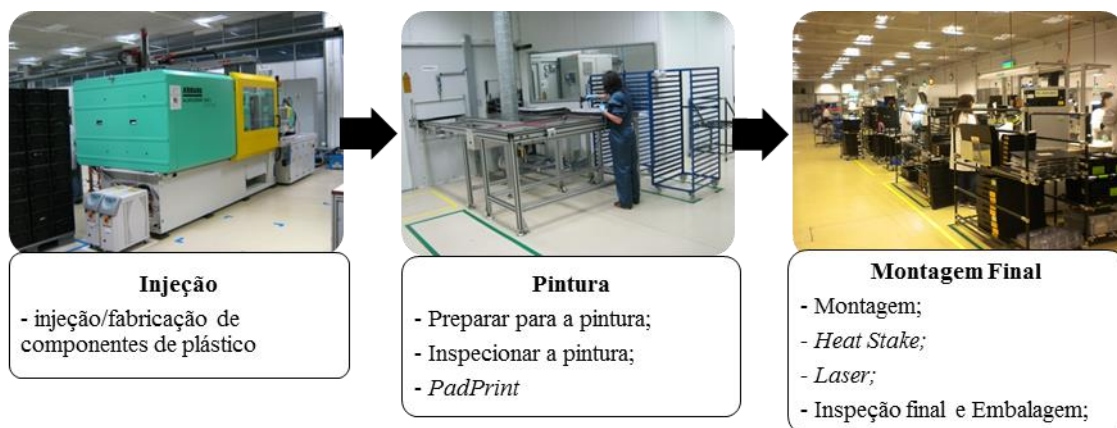 Injeção
- injeção/fabricação de
componentes de plástico
Pintura
- Preparar para a pintura;
- Inspecionar a pintura;
- PadPrint
Montagem Final
- Montagem;
- Heat Stake;
- Laser;
- Inspeção final e Embalagem;